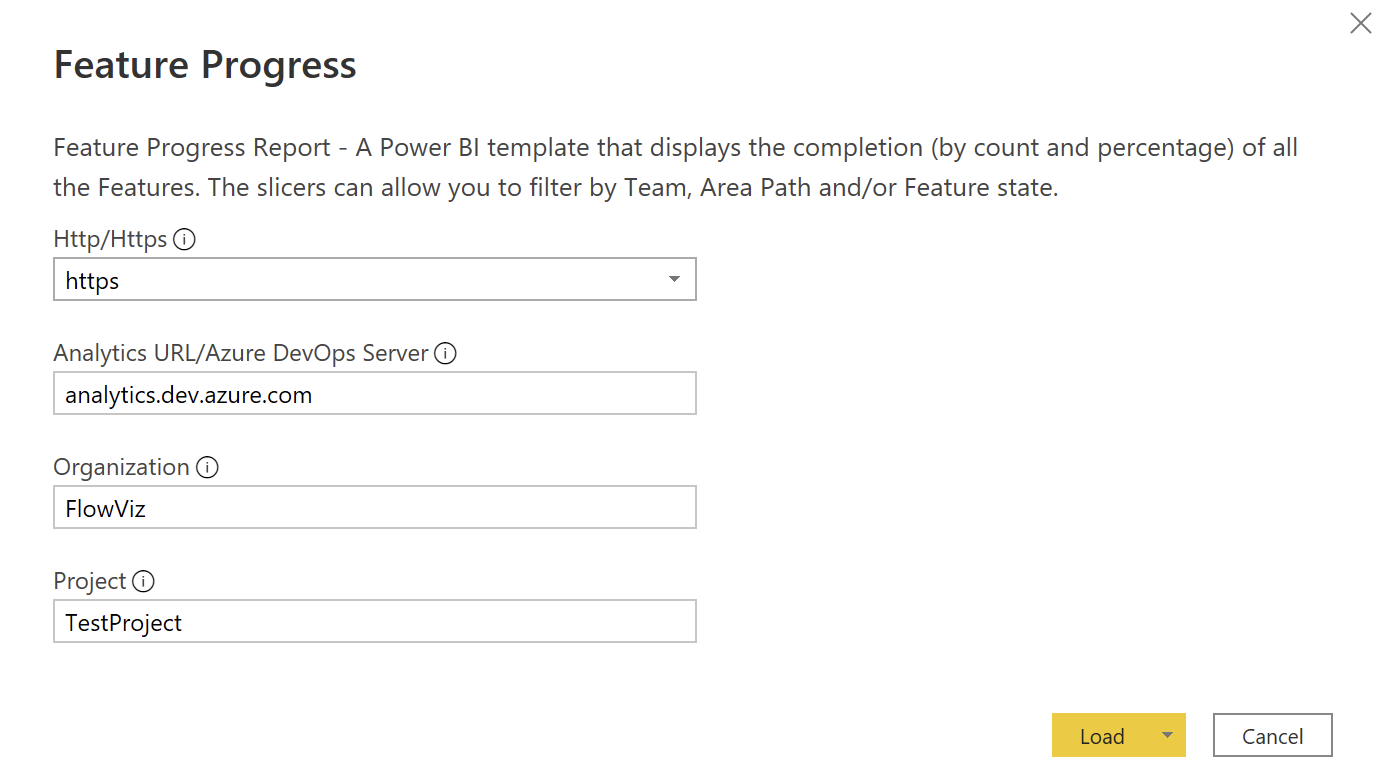 Feature Progress
Feature Progress Report - A Power BI template that displays the completion (by count and percentage) of all
the Features. The slicers can allow you to filter by Team, Area Path and/or Feature state.
Http/Https
https
Analytics URL/Azure DevOps Server
analytics.dev.azure.com
Organization
FlowViz
Project
TestProject
Load
Cancel